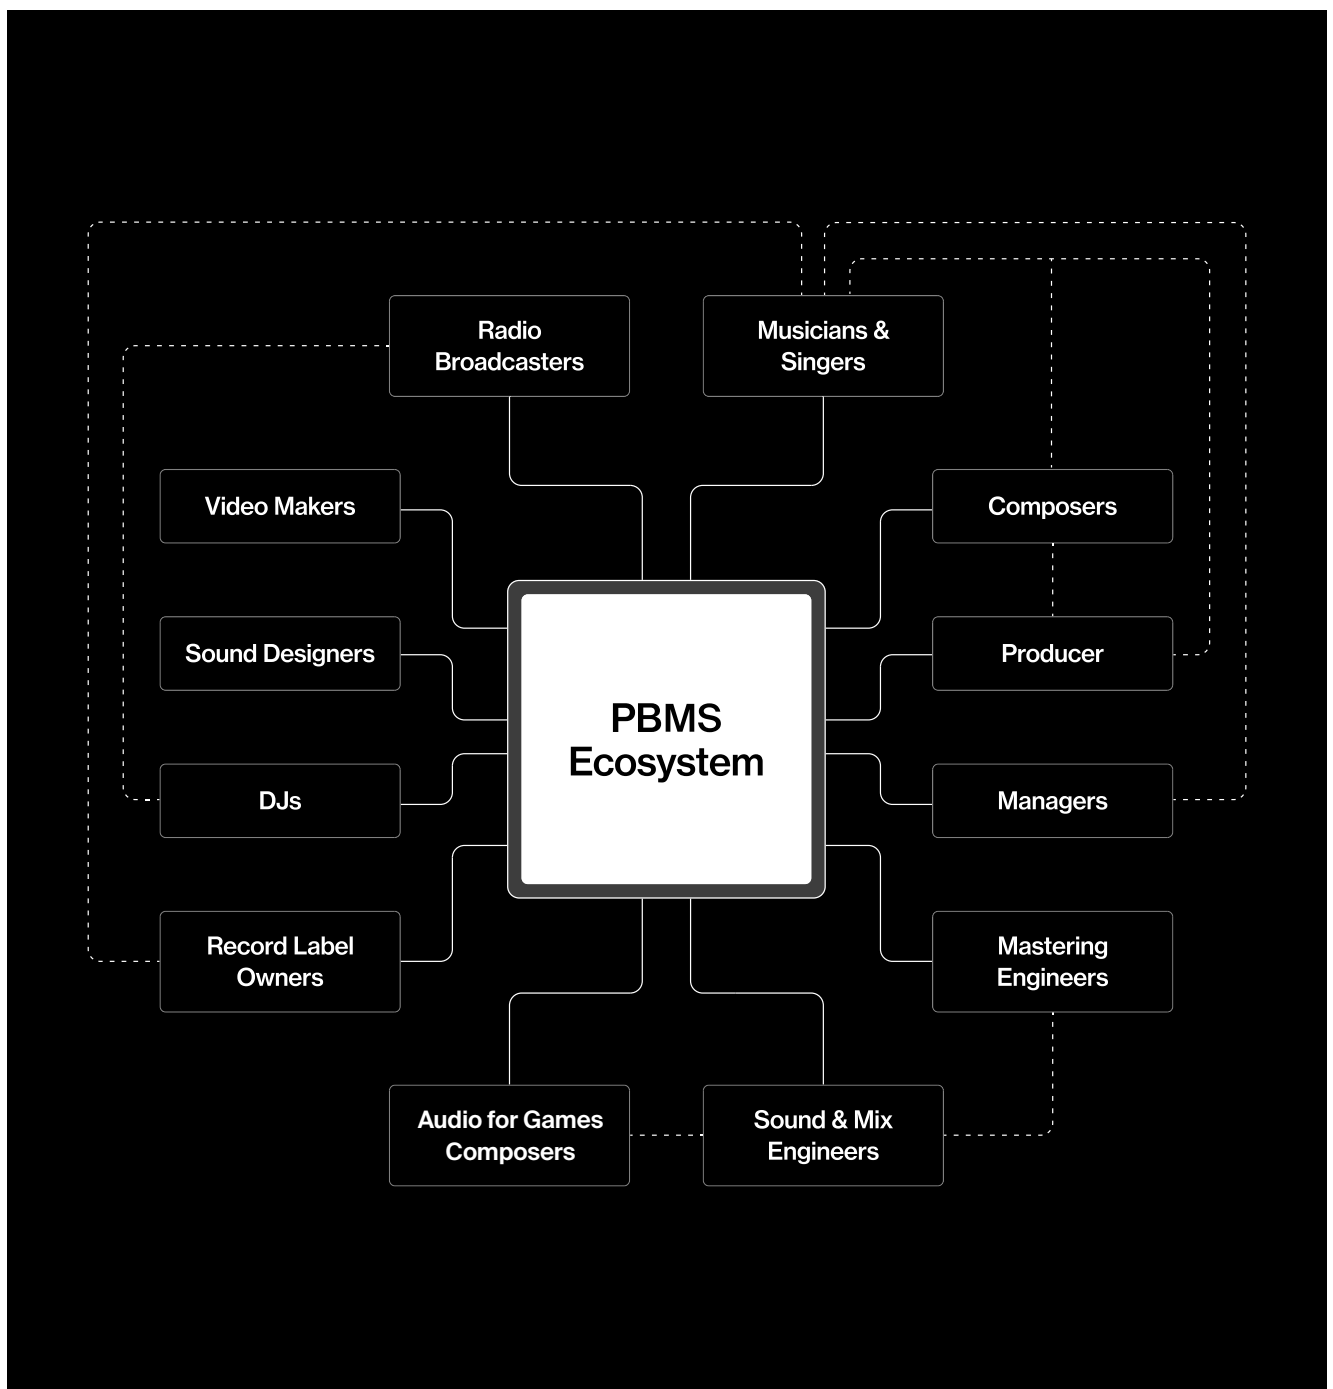 Radio
Broadcasters
Musicians &
Singers
Video Makers
Composers
Sound Designers
Producer
PBMS
Ecosystem
DJs
Managers
Record Label
Owners
Mastering
Engineers
Audio for Games
Composers
Sound & Mix
Engineers